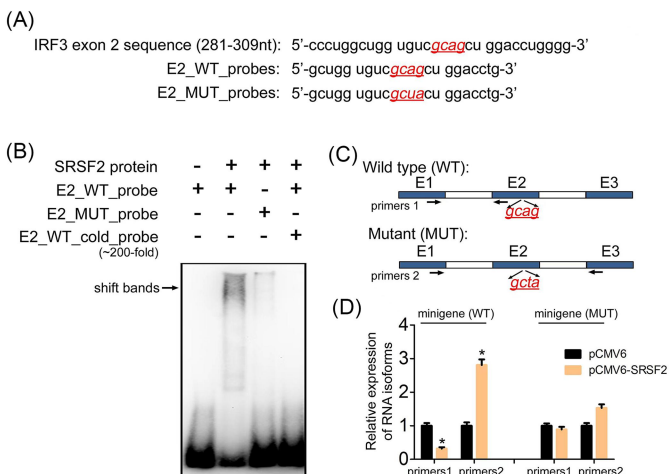 (A)
IRF3 exon 2 sequence (281-309nt): 5'-cccuggcugg ugucgcagcu ggaccugggg-3'
E2_WT_probes: 5'-gcugg ugucgcagcu ggacctg-3'
E2_MUT_probes: 5'-gcugg ugucgcuacu ggacctg-3'
(B)
SRSF2 protein - + + +
E2_WT_probe + + - +
E2_MUT_probe - - + -
E2_WT_cold_probe - - - +
(~200-fold)
shift bands
(C)
Wild type (WT):
E1 E2 E3
primers 1
gcag
Mutant (MUT):
E1 E2 E3
primers 2
gcta
(D)
minigene (WT) minigene (MUT)
Relative expression
of RNA isoforms
4
3
2
1
0
* *
pCMV6
pCMV6-SRSF2
primers1 primers2 primers1 primers2